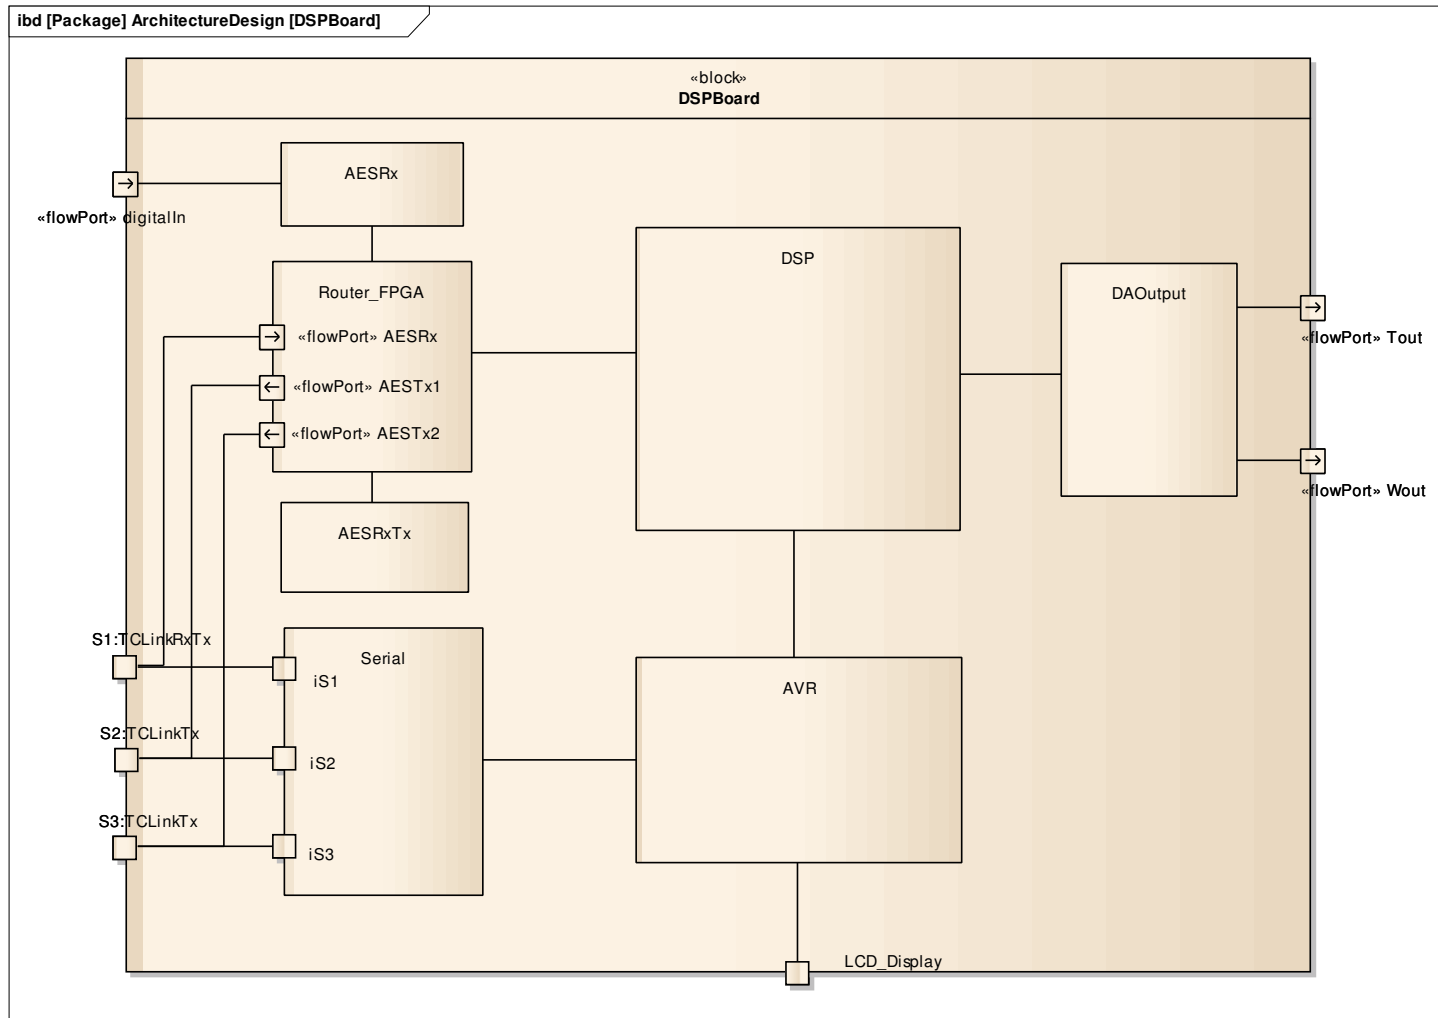 ibd [Package] ArchitectureDesign [DSPBoard]
«block»
DSPBoard
AESRx
«flowPort» digitalIn
DSP
Router_FPGA
DAOutput
«flowPort» AESRx
«flowPort» Tout
«flowPort» AESTx1
«flowPort» AESTx2
«flowPort» Wout
AESRxTx
S1:TCLinkRxTx
Serial
iS1
AVR
S2:TCLinkTx
iS2
S3:TCLinkTx
iS3
LCD_Display